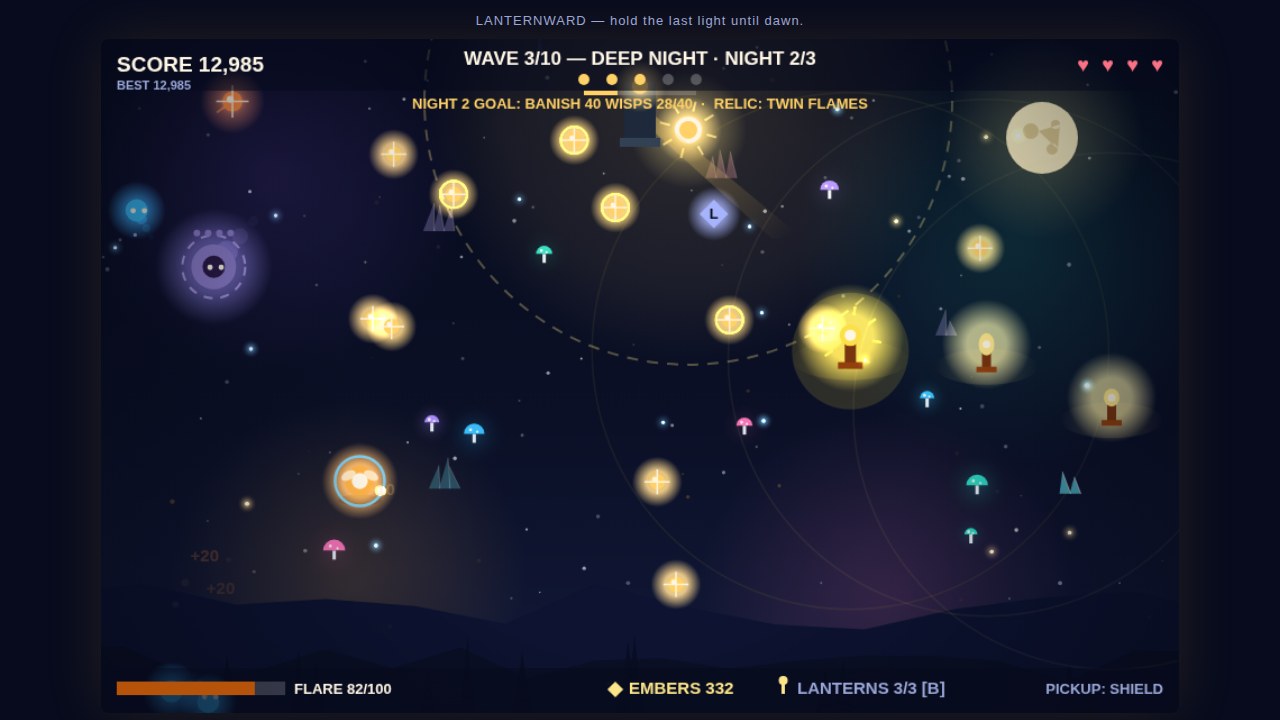 LANTERNWARD — hold the last light until dawn.
SCORE 12,985
BEST 12,985
WAVE 3/10 — DEEP NIGHT · NIGHT 2/3
NIGHT 2 GOAL: BANISH 40 WISPS 28/40 · RELIC: TWIN FLAMES
L
+20
+20
FLARE 82/100
EMBERS 332
LANTERNS 3/3 [B]
PICKUP: SHIELD